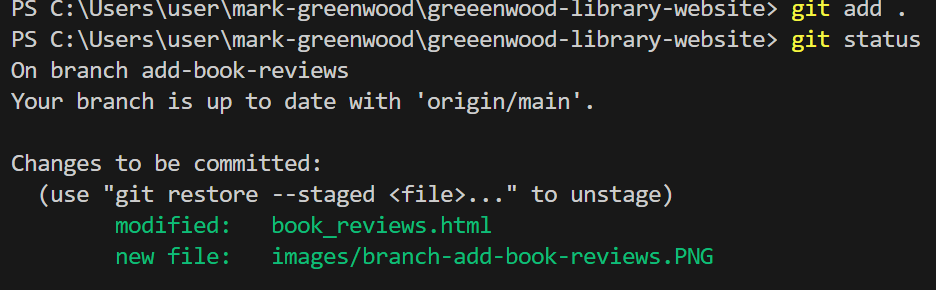 PS C:\Users\user\mark-greenwood\greeenwood-library-website> git add .
PS C:\Users\user\mark-greenwood\greeenwood-library-website> git status
On branch add-book-reviews
Your branch is up to date with 'origin/main'.
Changes to be committed:
(use "git restore --staged <file>..." to unstage)
modified: book_reviews.html
new file: images/branch-add-book-reviews.PNG